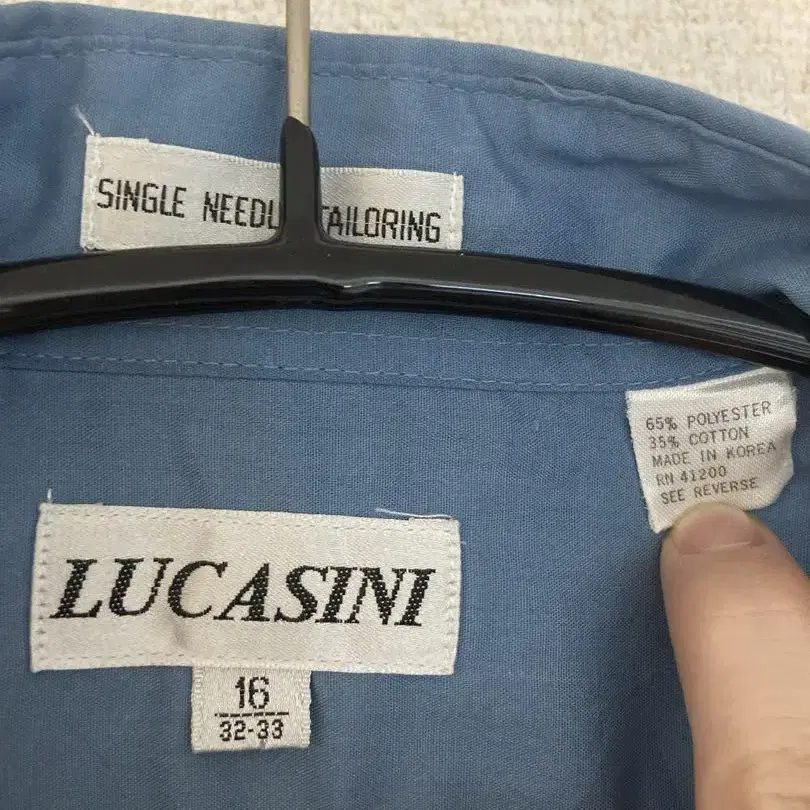 SINGLE NEEDL TAILORING
65% POLYESTER
35% COTTON
MADE IN KOREA
RN 41200
SEE REVERSE
LUCASINI
16
32-33